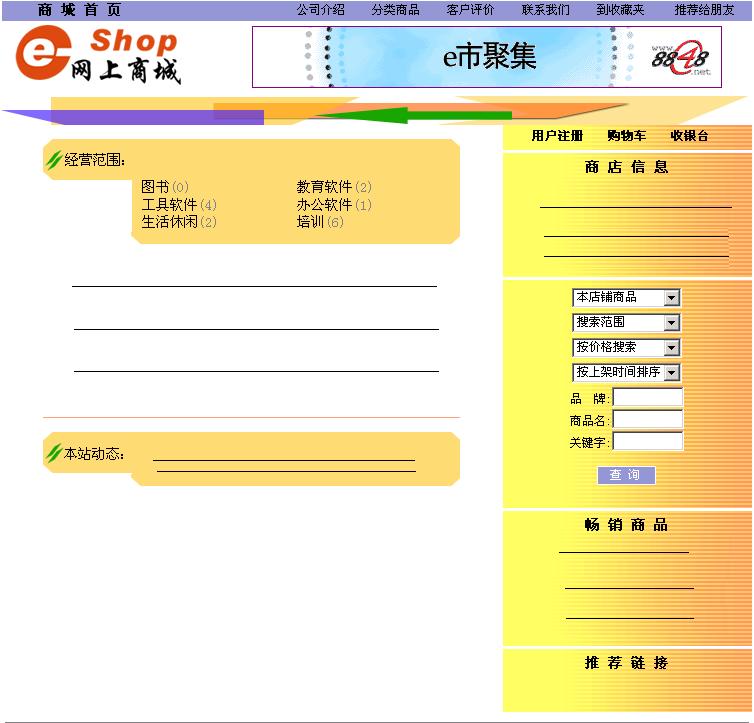 商 城 首 页 公司介绍 分类商品 客户评价 联系我们 到收藏夹 推荐给朋友
e Shop
网上商城
e市聚集
www.
8848
.net
用户注册 购物车 收银台
经营范围：
图书(0) 教育软件(2)
工具软件(4) 办公软件(1)
生活休闲(2) 培训(6)
本站动态：
商 店 信 息
本店铺商品
搜索范围
按价格搜索
按上架时间排序
品 牌:
商品名:
关键字:
查 询
畅 销 商 品
推 荐 链 接